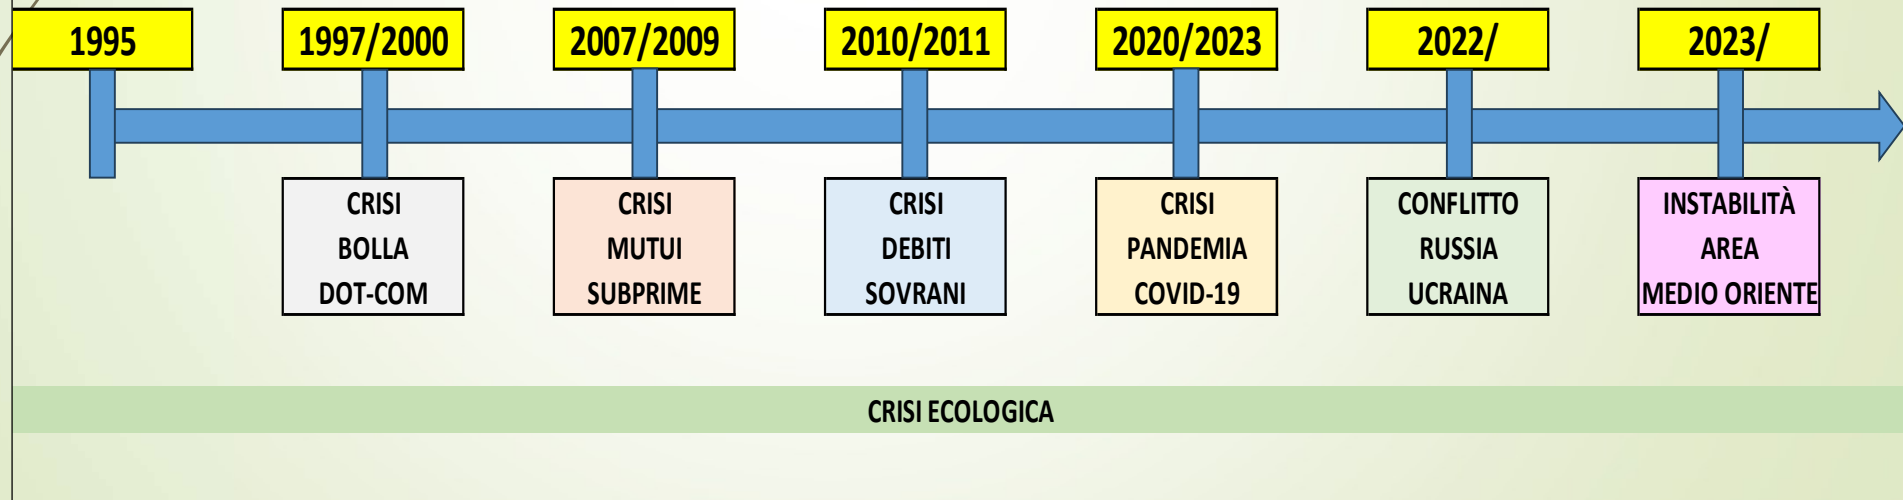 1995
1997/2000
2007/2009
2010/2011
2020/2023
2022/
2023/
CRISI
BOLLA
DOT-COM
CRISI
MUTUI
SUBPRIME
CRISI
DEBITI
SOVRANI
CRISI
PANDEMIA
COVID-19
CONFLITTO
RUSSIA
UCRAINA
INSTABILITÀ
AREA
MEDIO ORIENTE
CRISI ECOLOGICA